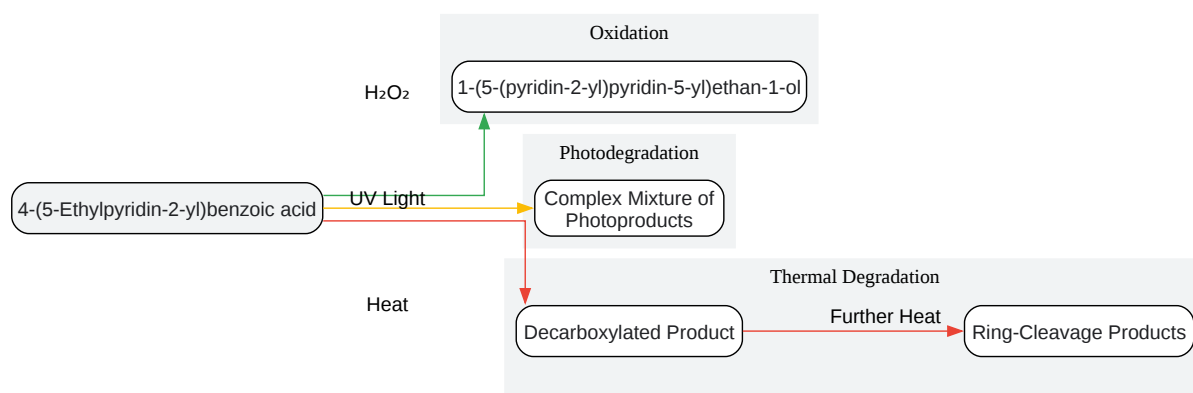 Oxidation
1-(5-(pyridin-2-yl)pyridin-5-yl)ethan-1-ol
H₂O₂
Photodegradation
4-(5-Ethylpyridin-2-yl)benzoic acid
UV Light
Complex Mixture of
Photoproducts
Thermal Degradation
Heat
Decarboxylated Product
Further Heat
Ring-Cleavage Products